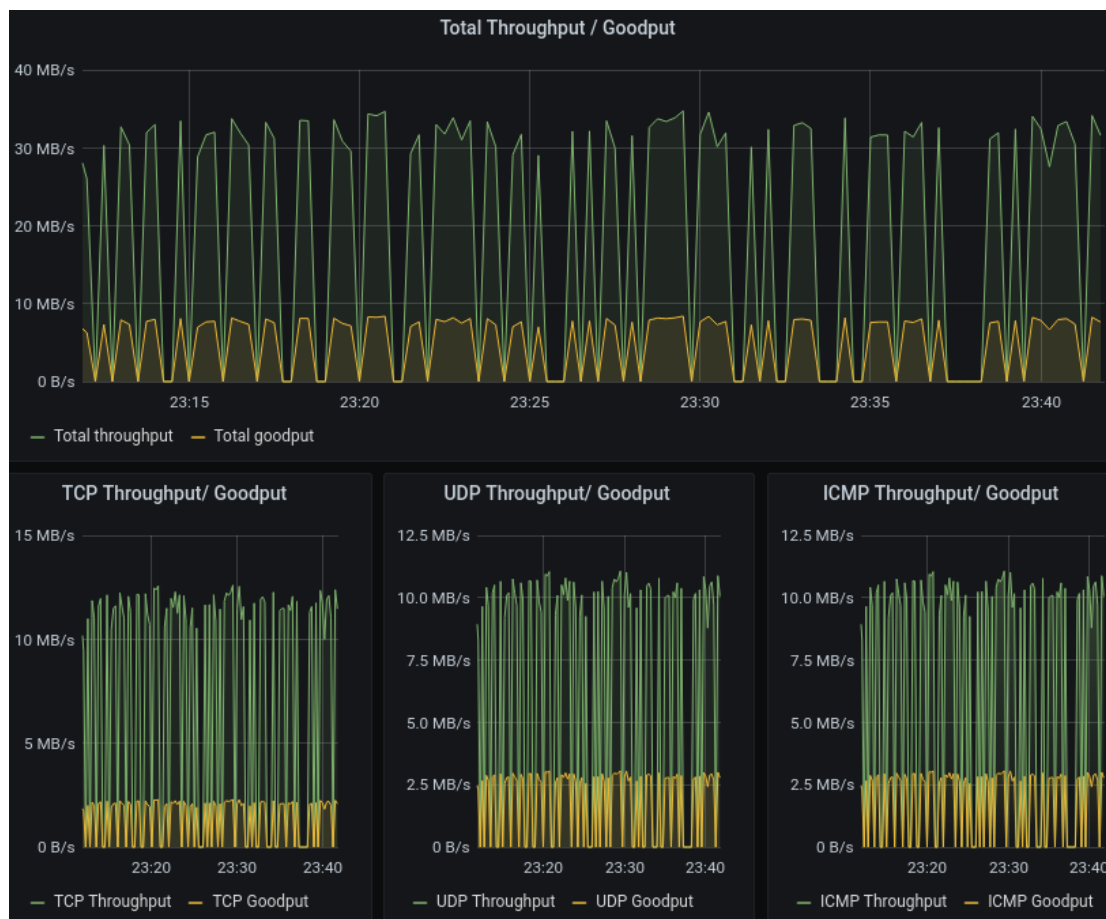 Total Throughput / Goodput
40 MB/s
30 MB/s
20 MB/s
10 MB/s
0 B/s
23:15 23:20 23:25 23:30 23:35 23:40
Total throughput Total goodput
TCP Throughput/ Goodput
15 MB/s
10 MB/s
5 MB/s
0 B/s
23:20 23:30 23:40
TCP Throughput TCP Goodput
UDP Throughput/ Goodput
12.5 MB/s
10.0 MB/s
7.5 MB/s
5.0 MB/s
2.5 MB/s
0 B/s
23:20 23:30 23:40
UDP Throughput UDP Goodput
ICMP Throughput/ Goodput
12.5 MB/s
10.0 MB/s
7.5 MB/s
5.0 MB/s
2.5 MB/s
0 B/s
23:20 23:30 23:40
ICMP Throughput ICMP Goodput